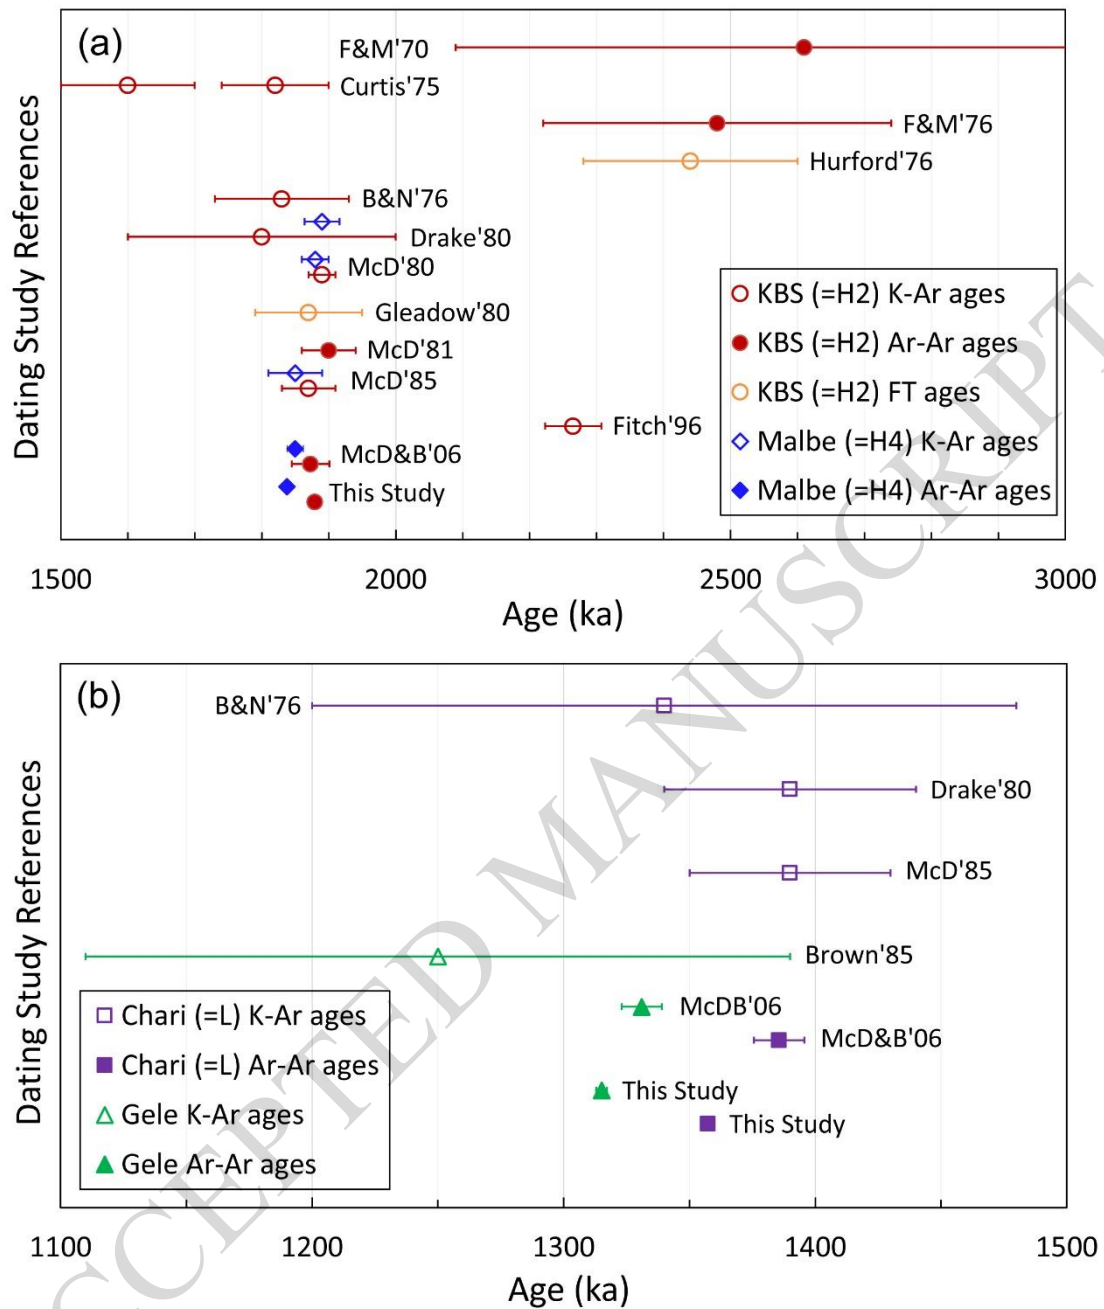 (a)
F&M'70
Curtis'75
F&M'76
Hurford'76
B&N'76
Drake'80
McD'80
Gleadow'80
McD'81
McD'85
Fitch'96
McD&B'06
This Study
KBS (=H2) K-Ar ages
KBS (=H2) Ar-Ar ages
KBS (=H2) FT ages
Malbe (=H4) K-Ar ages
Malbe (=H4) Ar-Ar ages
Dating Study References
1500 2000 2500 3000
Age (ka)
(b)
B&N'76
Drake'80
McD'85
Brown'85
McDB'06
McD&B'06
This Study
This Study
Chari (=L) K-Ar ages
Chari (=L) Ar-Ar ages
Gele K-Ar ages
Gele Ar-Ar ages
Dating Study References
1100 1200 1300 1400 1500
Age (ka)
CCEPTED MANUSCRIPT